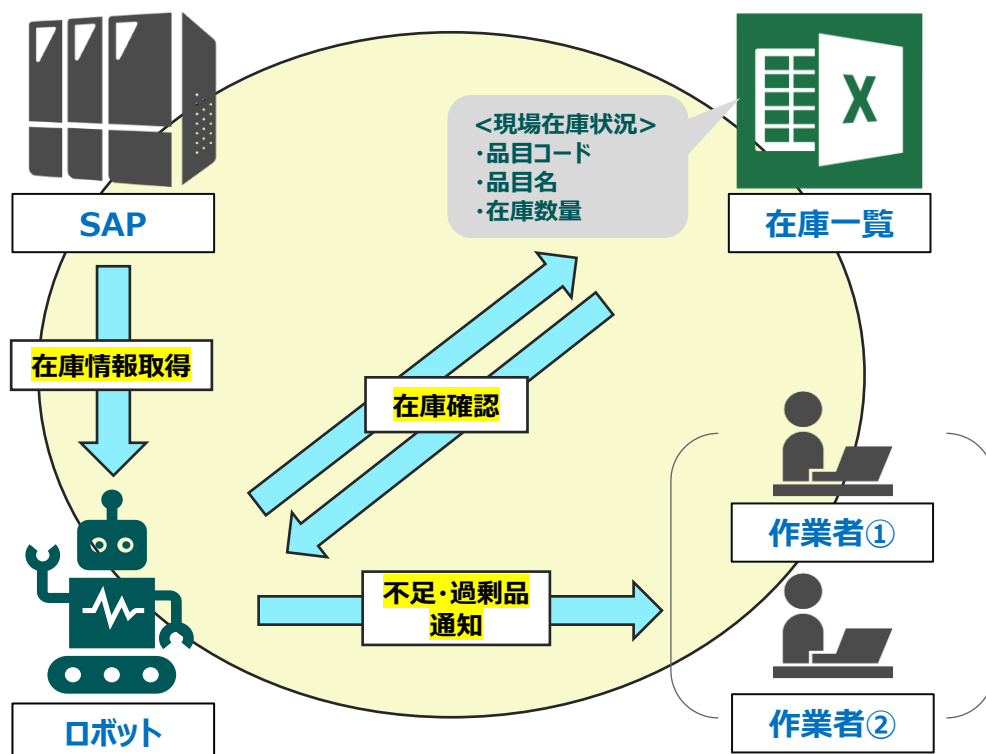 <現場在庫状況>
・品目コード
・品目名
・在庫数量
X
SAP
在庫一覧
在庫情報取得
在庫確認
作業者①
不足・過剰品
通知
ロボット
作業者②